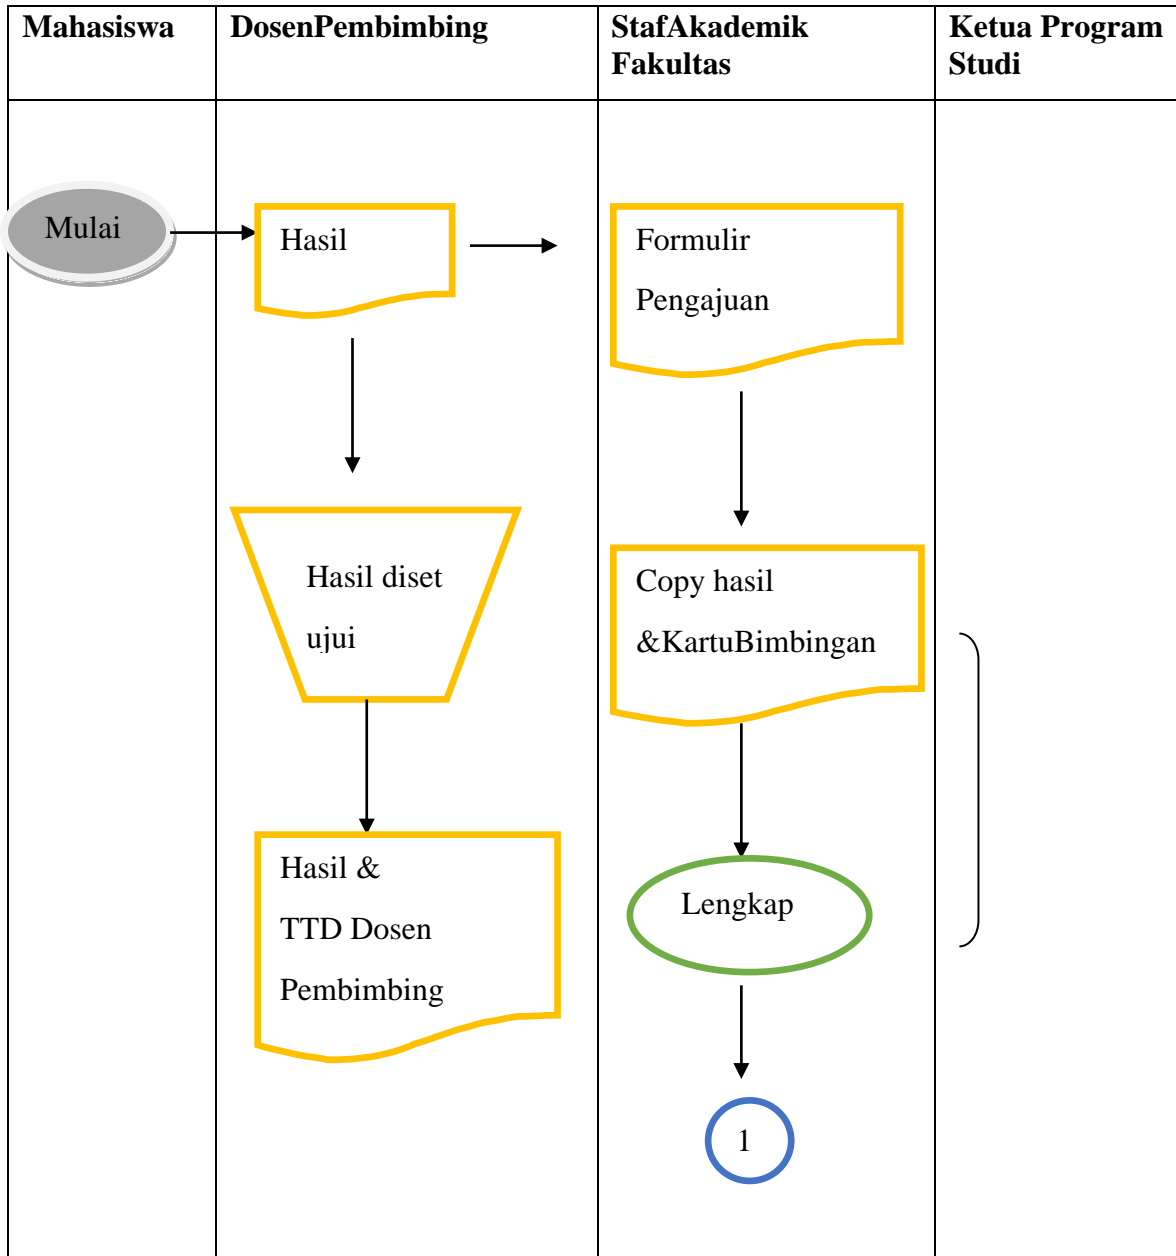 Mahasiswa
DosenPembimbing
StafAkademik
Fakultas
Ketua Program
Studi
Mulai
Hasil
Formulir
Pengajuan
Hasil diset
ujui
Copy hasil
&KartuBimbingan
Hasil &
TTD Dosen
Pembimbing
Lengkap
1